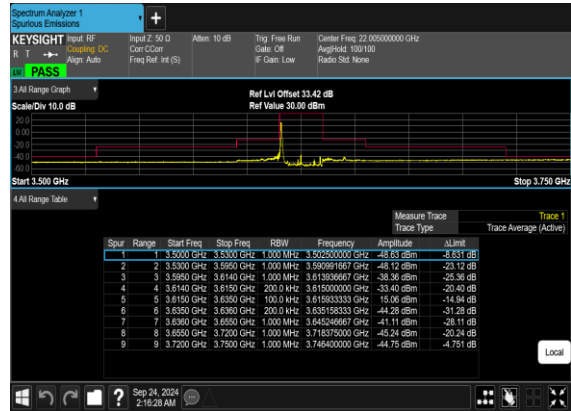 Spectrum Analyzer 1
Spurious Emissions
KEYSIGHT Input: RF Input Z: 50 Ω Atten: 10 dB Trig: Free Run Center Freq: 22.005000000 GHz
R T Coupling: DC Corr CCorr Gate: Off Avg|Hold: 100/100
Align: Auto Freq Ref: Int (S) IF Gain: Low Radio Std: None
LW PASS
3 All Range Graph
Ref Lvl Offset 33.42 dB
Scale/Div 10.0 dB Ref Value 30.00 dBm
20.0
0.00
-20.0
-40.0
-60.0
Start 3.500 GHz Stop 3.750 GHz
4 All Range Table
Measure Trace Trace 1
Trace Type Trace Average (Active)
Spur Range Start Freq Stop Freq RBW Frequency Amplitude ΔLimit
1 1 3.5000 GHz 3.5300 GHz 1.000 MHz 3.502500000 GHz -48.63 dBm -8.631 dB
2 2 3.5300 GHz 3.5950 GHz 1.000 MHz 3.590991667 GHz -48.12 dBm -23.12 dB
3 3 3.5950 GHz 3.6140 GHz 1.000 MHz 3.613936667 GHz -38.36 dBm -25.36 dB
4 4 3.6140 GHz 3.6150 GHz 200.0 kHz 3.615000000 GHz -33.40 dBm -20.40 dB
5 5 3.6150 GHz 3.6350 GHz 100.0 kHz 3.615933333 GHz 15.06 dBm -14.94 dB
6 6 3.6350 GHz 3.6360 GHz 200.0 kHz 3.635158333 GHz -44.28 dBm -31.28 dB
7 7 3.6360 GHz 3.6550 GHz 1.000 MHz 3.645246667 GHz -41.11 dBm -28.11 dB
8 8 3.6550 GHz 3.7200 GHz 1.000 MHz 3.718375000 GHz -45.24 dBm -20.24 dB
9 9 3.7200 GHz 3.7500 GHz 1.000 MHz 3.746400000 GHz -44.75 dBm -4.751 dB
Local
? Sep 24, 2024
2:16:28 AM